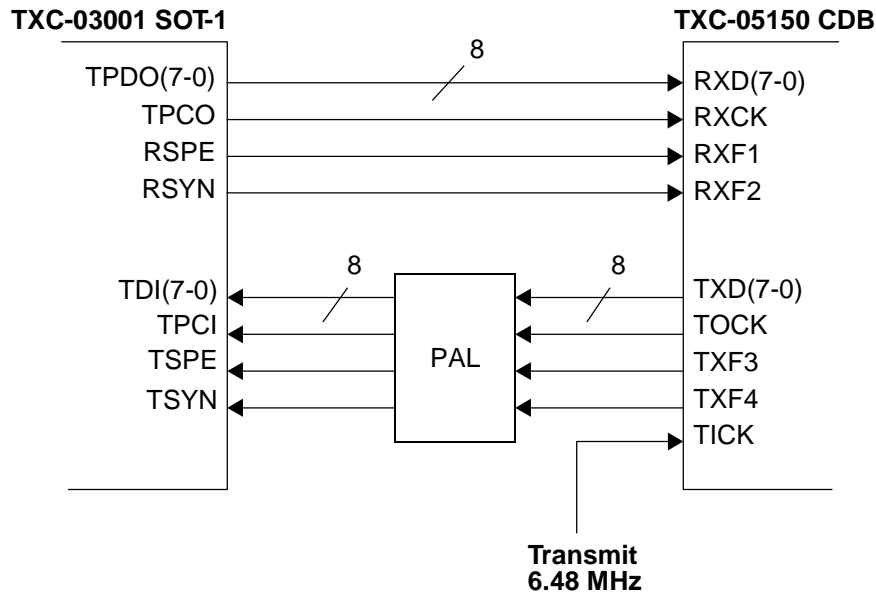 TXC-03001 SOT-1
TXC-05150 CDB
8
TPDO(7-0)
RXD(7-0)
TPCO
RXCK
RSPE
RXF1
RSYN
RXF2
8
8
TDI(7-0)
TXD(7-0)
TPCI
TOCK
TSPE
PAL
TXF3
TSYN
TXF4
TICK
Transmit
6.48 MHz